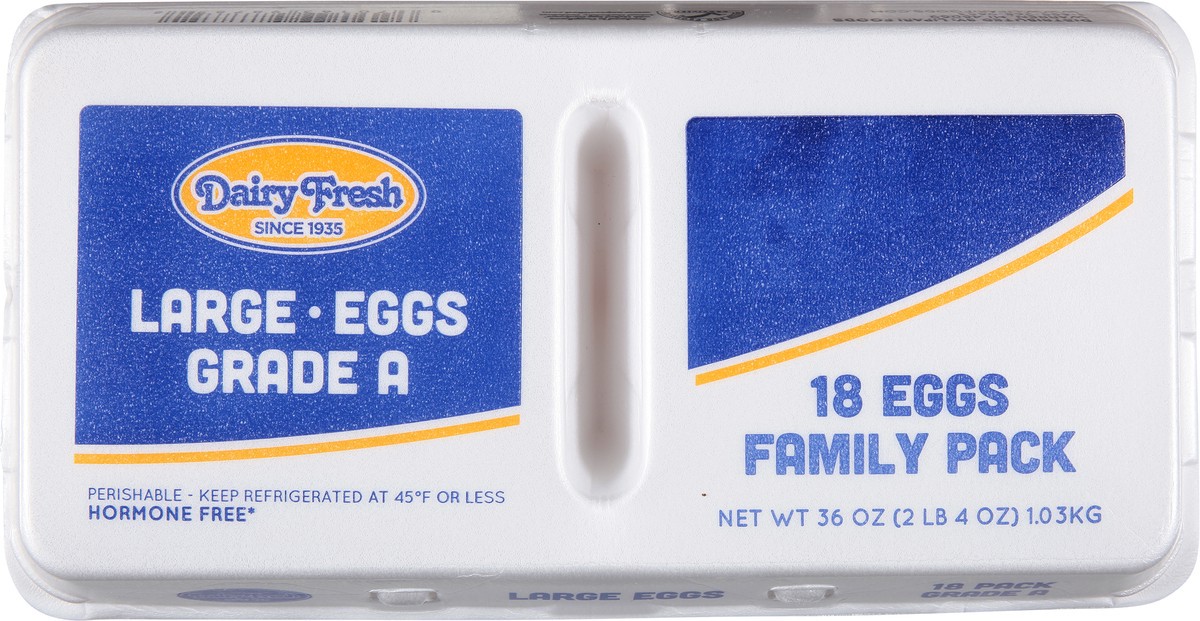 Dairy Fresh
SINCE 1935
LARGE • EGGS
GRADE A
PERISHABLE - KEEP REFRIGERATED AT 45°F OR LESS
HORMONE FREE*
18 EGGS
FAMILY PACK
NET WT 36 OZ (2 LB 4 OZ) 1.03KG
LARGE EGGS
18 PACK
GRADE A